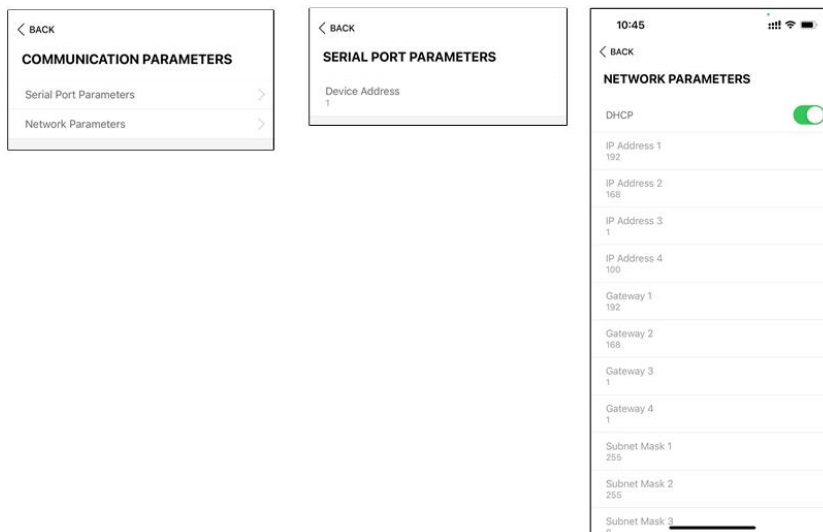 BACK
COMMUNICATION PARAMETERS
Serial Port Parameters
Network Parameters
BACK
SERIAL PORT PARAMETERS
Device Address
1
10:45
BACK
NETWORK PARAMETERS
DHCP
IP Address 1
192
IP Address 2
168
IP Address 3
1
IP Address 4
100
Gateway 1
192
Gateway 2
168
Gateway 3
1
Gateway 4
1
Subnet Mask 1
255
Subnet Mask 2
255
Subnet Mask 3